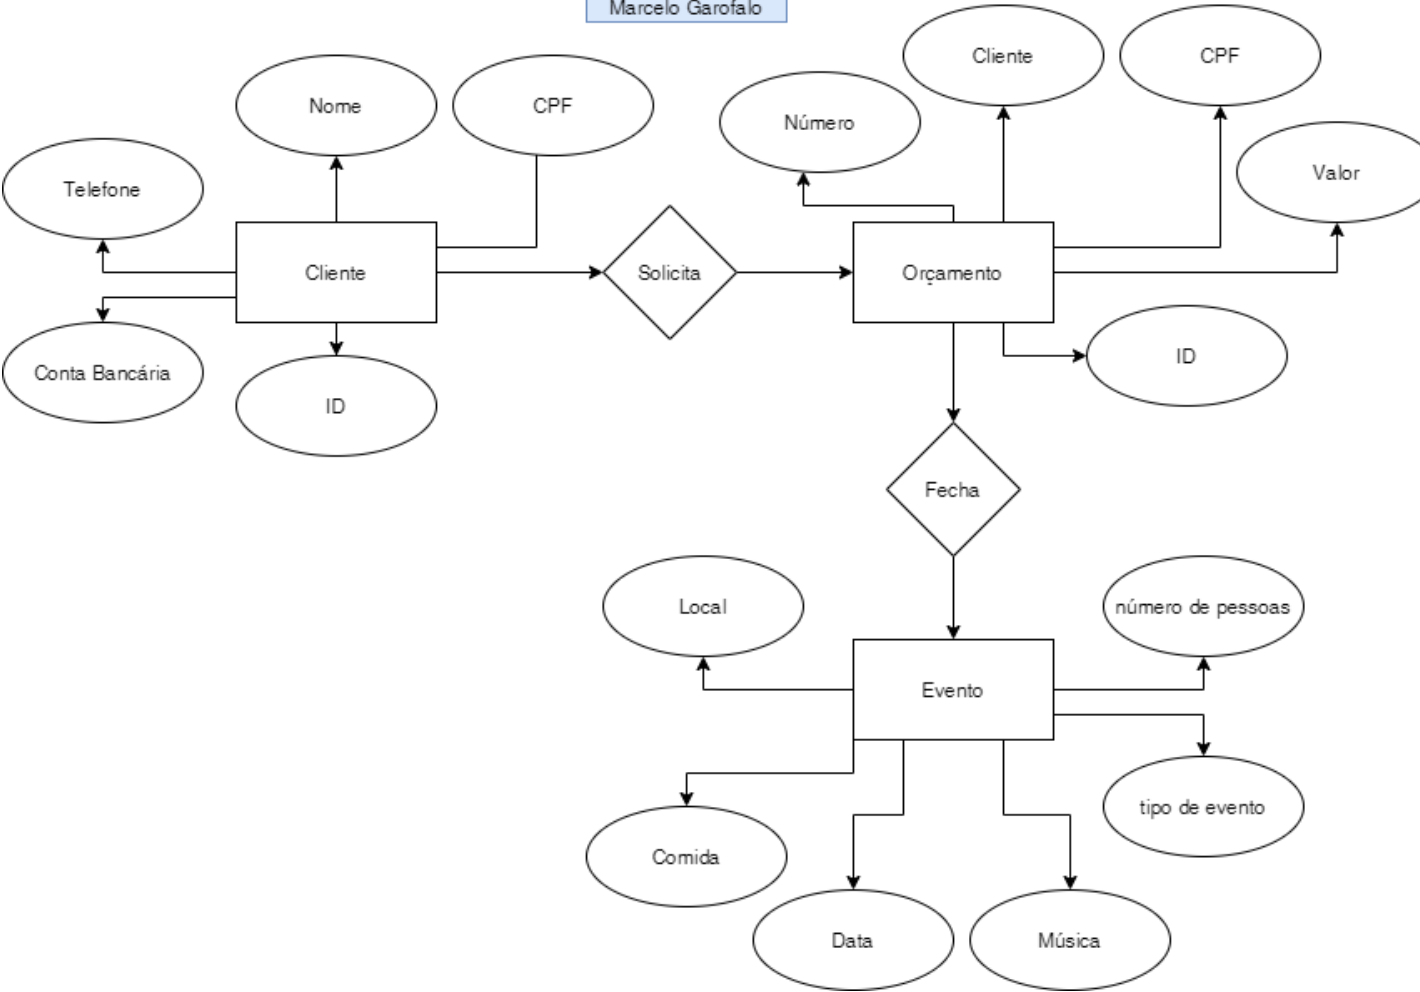 Marcelo Garofalo
Cliente
CPF
Nome
CPF
Número
Valor
Telefone
Cliente
Solicita
Orçamento
ID
Conta Bancária
ID
Fecha
Local
número de pessoas
Evento
tipo de evento
Comida
Data
Música